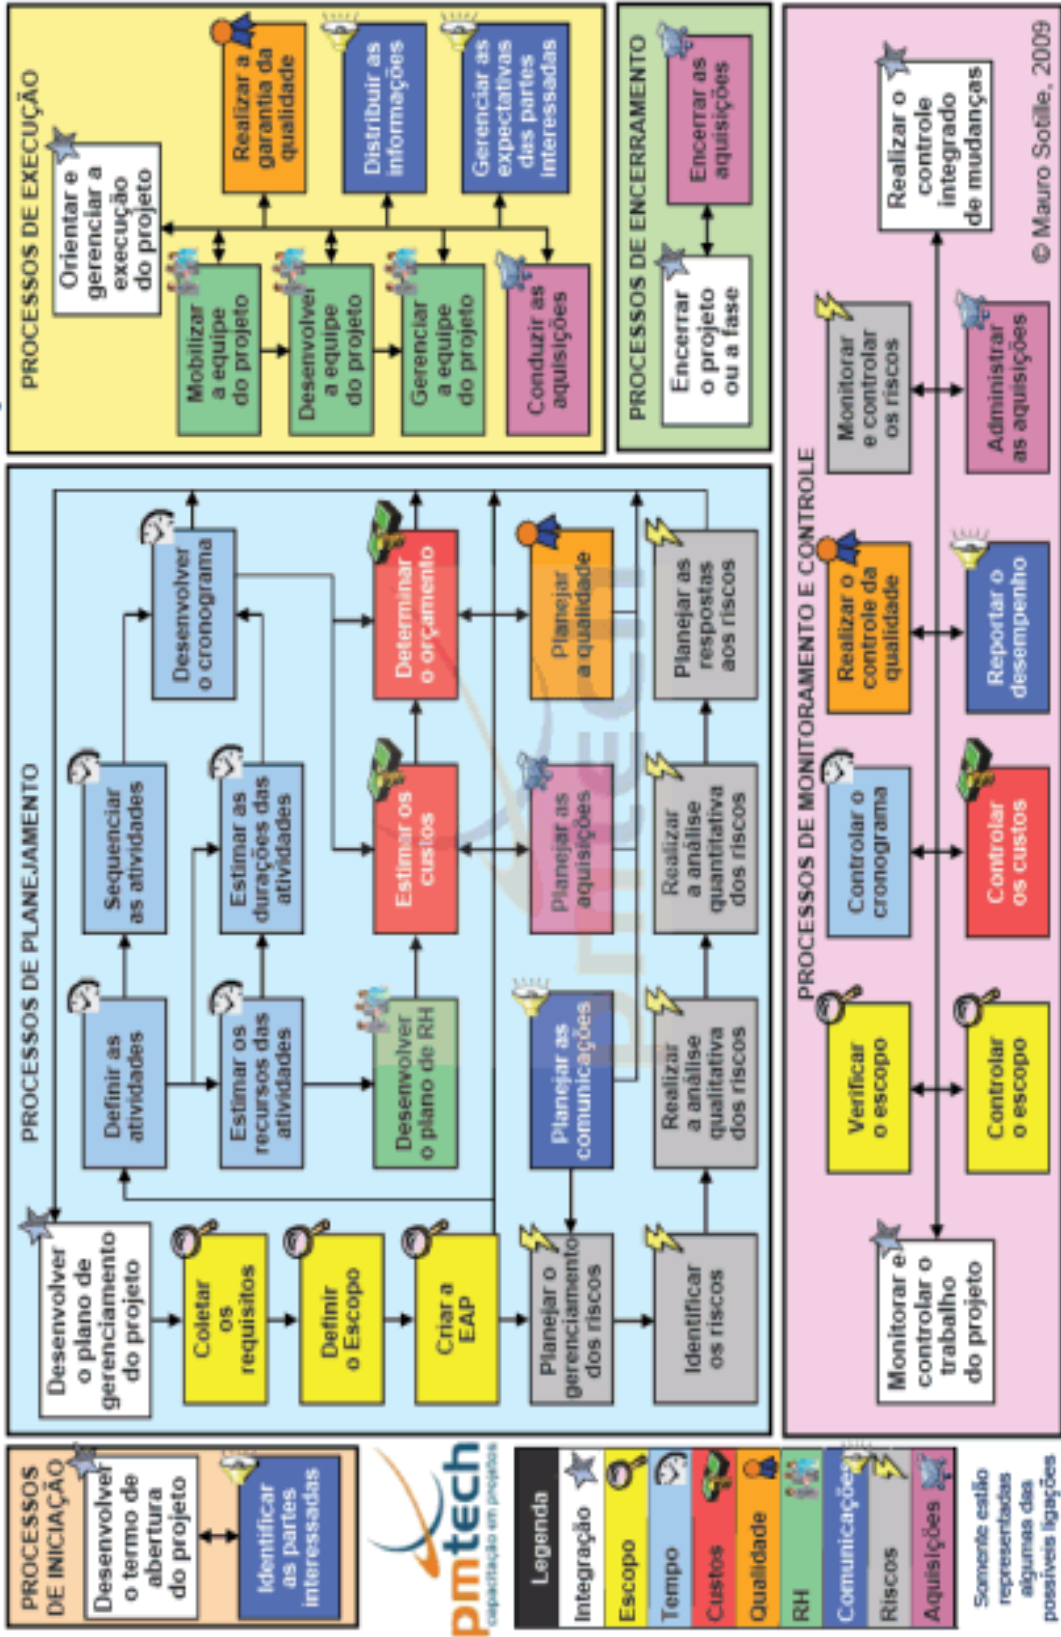 PROCESSOS
DE INICIAÇÃO
Desenvolver
o termo de
abertura
do projeto
Identificar
as partes
interessadas
pmtech
capacitação em projetos
Legenda
Integração
Escopo
Tempo
Custos
Qualidade
RH
Comunicações
Riscos
Aquisições
Somente estão
representadas
algumas das
possíveis ligações
PROCESSOS DE PLANEJAMENTO
Desenvolver
o plano de
gerenciamento
do projeto
Coletar
os
requisitos
Definir
o Escopo
Criar a
EAP
Planejar o
gerenciamento
dos riscos
Identificar
os riscos
Definir as
atividades
Estimar os
recursos das
atividades
Desenvolver
o plano de RH
Planejar as
comunicações
Realizar
a análise
qualitativa
dos riscos
Sequenciar
as atividades
Estimar as
durações das
atividades
Estimar os
custos
Planejar as
aquisições
Realizar
a análise
quantitativa
dos riscos
Desenvolver
o cronograma
Determinar
o orçamento
Planejar
a qualidade
Planejar as
respostas
aos riscos
pmtech
PROCESSOS DE EXECUÇÃO
Orientar e
gerenciar a
execução
do projeto
Mobilizar
a equipe
do projeto
Desenvolver
a equipe
do projeto
Gerenciar
a equipe
do projeto
Conduzir as
aquisições
Realizar a
garantia da
qualidade
Distribuir as
informações
Gerenciar as
expectativas
das partes
interessadas
PROCESSOS DE ENCERRAMENTO
Encerrar
o projeto
ou a fase
Encerrar as
aquisições
PROCESSOS DE MONITORAMENTO E CONTROLE
Monitorar e
controlar o
trabalho
do projeto
Verificar
o escopo
Controlar
o escopo
Controlar o
cronograma
Controlar
os custos
Realizar o
controle da
qualidade
Reportar o
desempenho
Monitorar
e controlar
os riscos
Administrar
as aquisições
Realizar o
controle
integrado
de mudanças
© Mauro Sotille, 2009